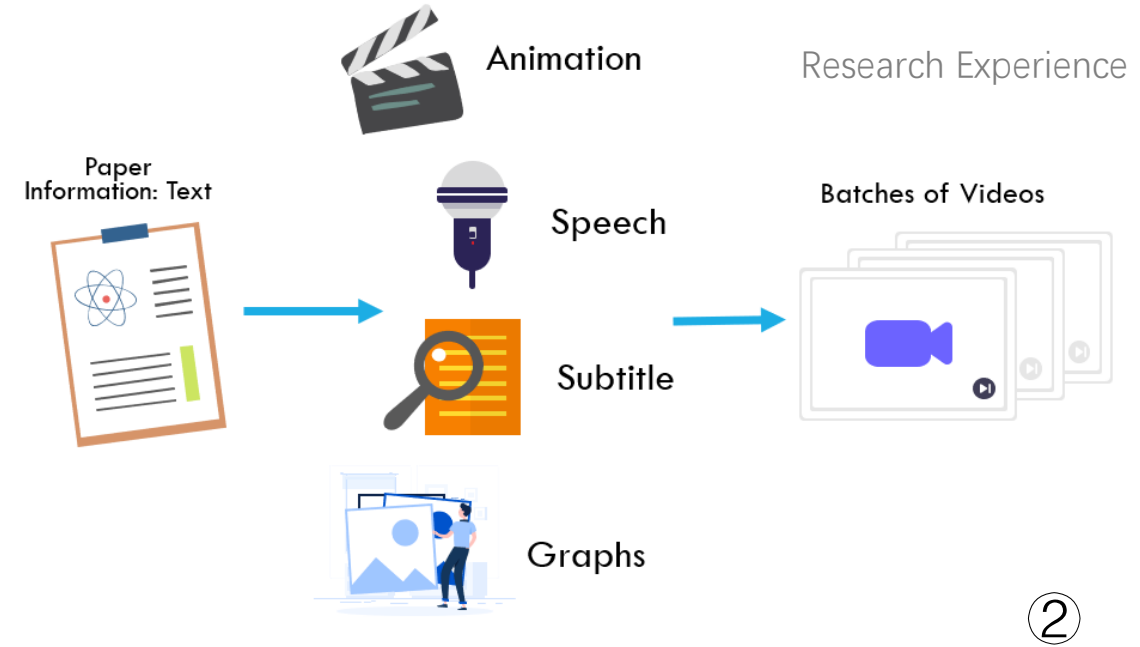 Animation
Research Experience
Paper
Information: Text
Speech
Batches of Videos
Subtitle
Graphs
②